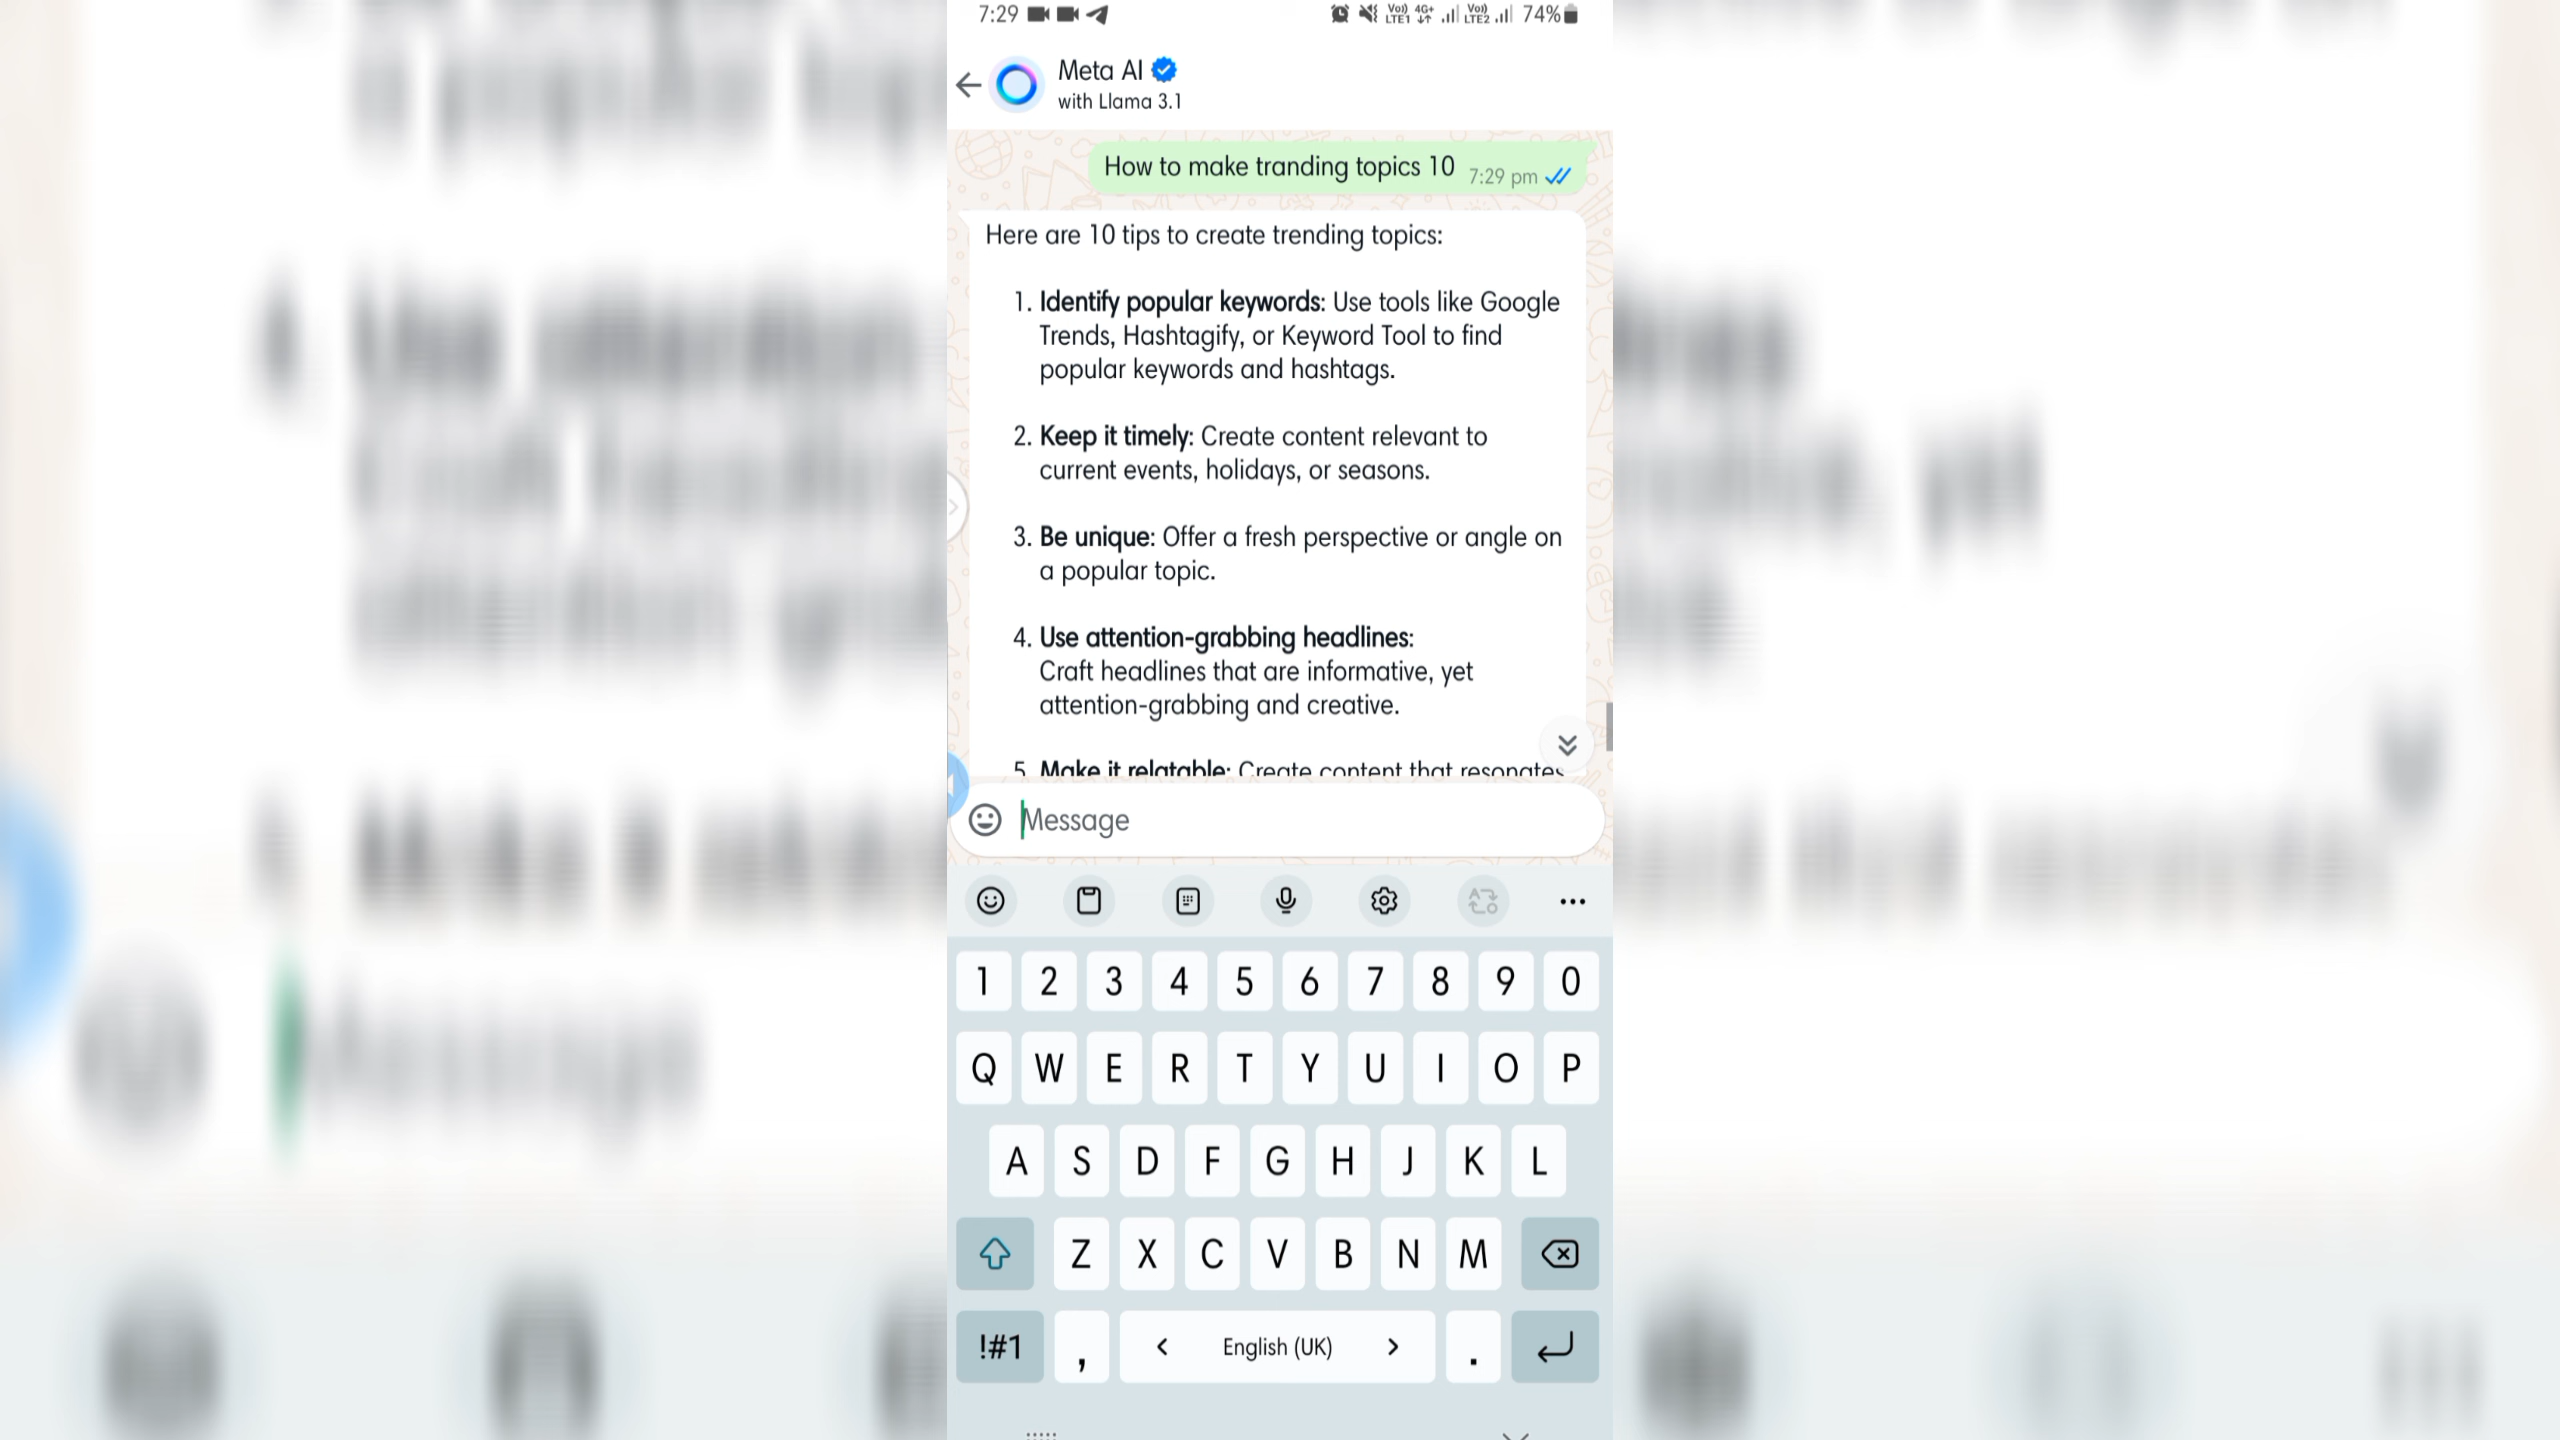 7:29 Vo)) LTE1 4G+ Vo)) LTE2 74%
Meta AI
with Llama 3.1
How to make tranding topics 10 7:29 pm
Here are 10 tips to create trending topics:
1. Identify popular keywords: Use tools like Google
Trends, Hashtagify, or Keyword Tool to find
popular keywords and hashtags.
2. Keep it timely: Create content relevant to
current events, holidays, or seasons.
3. Be unique: Offer a fresh perspective or angle on
a popular topic.
4. Use attention-grabbing headlines:
Craft headlines that are informative, yet
attention-grabbing and creative.
5. Make it relatable: Create content that resonates
Message
1 2 3 4 5 6 7 8 9 0
Q W E R T Y U I O P
A S D F G H J K L
Z X C V B N M
!#1 , < English (UK) > .